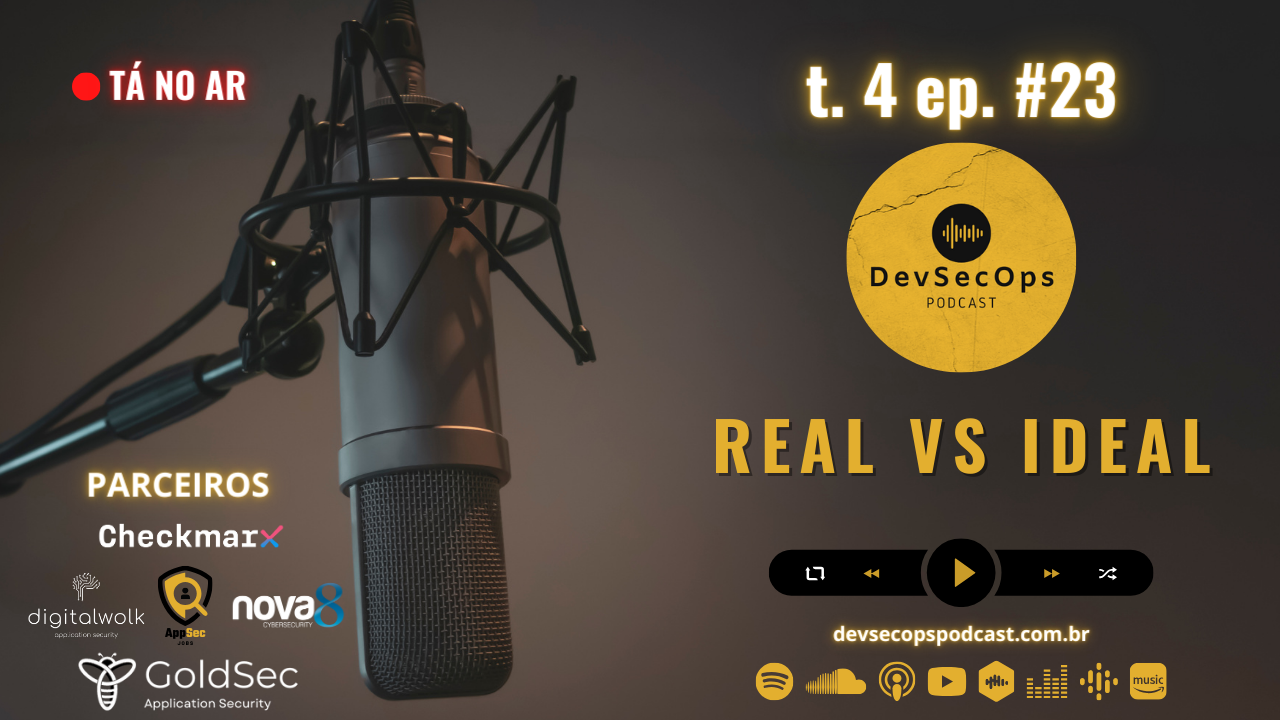 TÁ NO AR
t. 4 ep. #23
DevSecOps
PODCAST
REAL VS IDEAL
devsecopspodcast.com.br
music
PARCEIROS
Checkmarx
digitalwolk
application security
AppSec
JOBS
nova8
CYBERSECURITY
GoldSec
Application Security